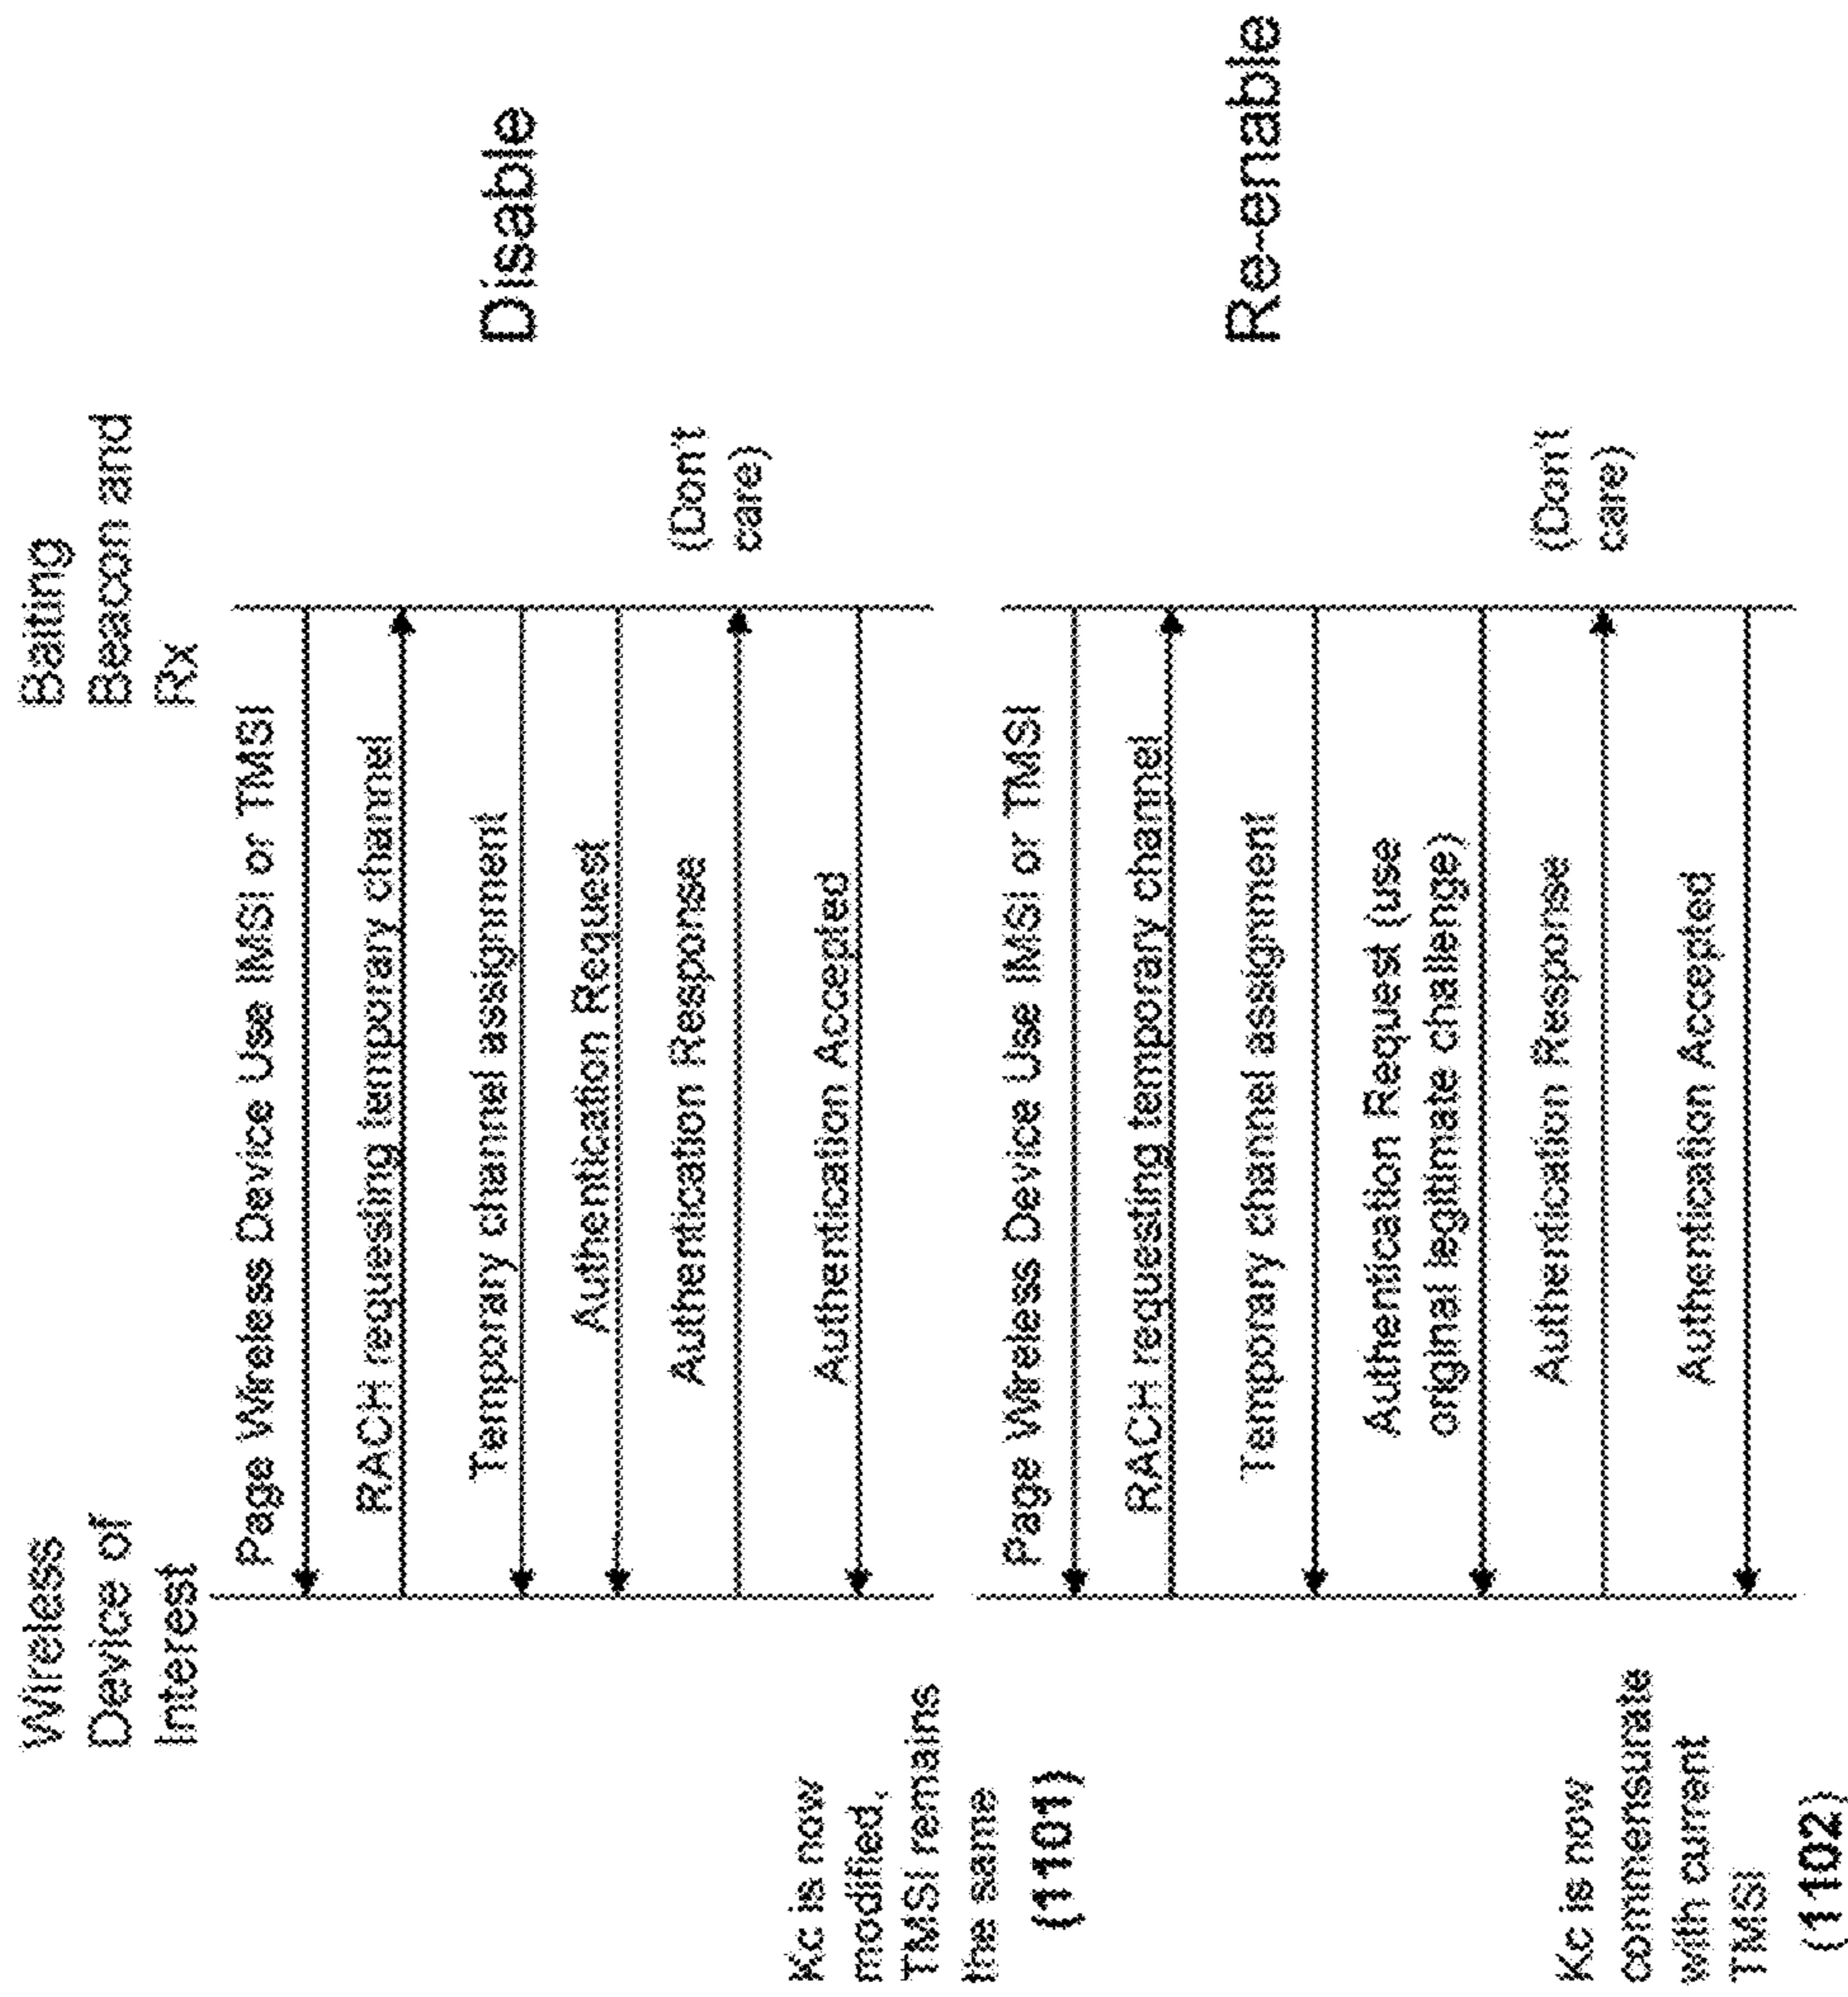 Wireless
Device of
Interest
Baiting
Beacon and
Rx
Page Wireless Device Use IMSI or TMSI
RACH requesting temporary channel
Temporary channel assignment
Disable
Authentication Request
Authentication Response
(Don't
care)
Authentication Accepted
Kc is now
modified,
TMSI remains
the same
(1101)
Page Wireless Device Use IMSI or TMSI
RACH requesting temporary channel
Temporary channel assignment
Re-enable
Authentication Request (use
original legitimate challenge)
Authentication Response
(Don't
care)
Authentication Accepted
Kc is now
commensurate
with current
TMSI
(1102)